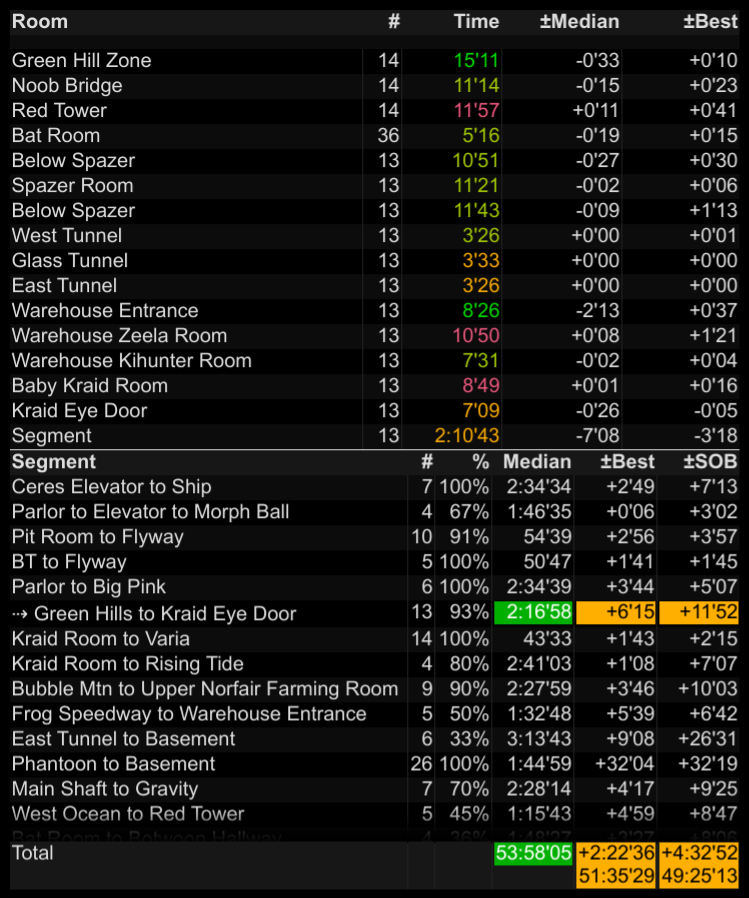 Room # Time ±Median ±Best
Green Hill Zone 14 15'11 -0'33 +0'10
Noob Bridge 14 11'14 -0'15 +0'23
Red Tower 14 11'57 +0'11 +0'41
Bat Room 36 5'16 -0'19 +0'15
Below Spazer 13 10'51 -0'27 +0'30
Spazer Room 13 11'21 -0'02 +0'06
Below Spazer 13 11'43 -0'09 +1'13
West Tunnel 13 3'26 +0'00 +0'01
Glass Tunnel 13 3'33 +0'00 +0'00
East Tunnel 13 3'26 +0'00 +0'00
Warehouse Entrance 13 8'26 -2'13 +0'37
Warehouse Zeela Room 13 10'50 +0'08 +1'21
Warehouse Kihunter Room 13 7'31 -0'02 +0'04
Baby Kraid Room 13 8'49 +0'01 +0'16
Kraid Eye Door 13 7'09 -0'26 -0'05
Segment 13 2:10'43 -7'08 -3'18
Segment # % Median ±Best ±SOB
Ceres Elevator to Ship 7 100% 2:34'34 +2'49 +7'13
Parlor to Elevator to Morph Ball 4 67% 1:46'35 +0'06 +3'02
Pit Room to Flyway 10 91% 54'39 +2'56 +3'57
BT to Flyway 5 100% 50'47 +1'41 +1'45
Parlor to Big Pink 6 100% 2:34'39 +3'44 +5'07
⇢ Green Hills to Kraid Eye Door 13 93% 2:16'58 +6'15 +11'52
Kraid Room to Varia 14 100% 43'33 +1'43 +2'15
Kraid Room to Rising Tide 4 80% 2:41'03 +1'08 +7'07
Bubble Mtn to Upper Norfair Farming Room 9 90% 2:27'59 +3'46 +10'03
Frog Speedway to Warehouse Entrance 5 50% 1:32'48 +5'39 +6'42
East Tunnel to Basement 6 33% 3:13'43 +9'08 +26'31
Phantoon to Basement 26 100% 1:44'59 +32'04 +32'19
Main Shaft to Gravity 7 70% 2:28'14 +4'17 +9'25
West Ocean to Red Tower 5 45% 1:15'43 +4'59 +8'47
Bat Room to Between Hallway 4 36% 1:48'27 +3'27 +8'06
Total 53:58'05 +2:22'36 +4:32'52
51:35'29 49:25'13